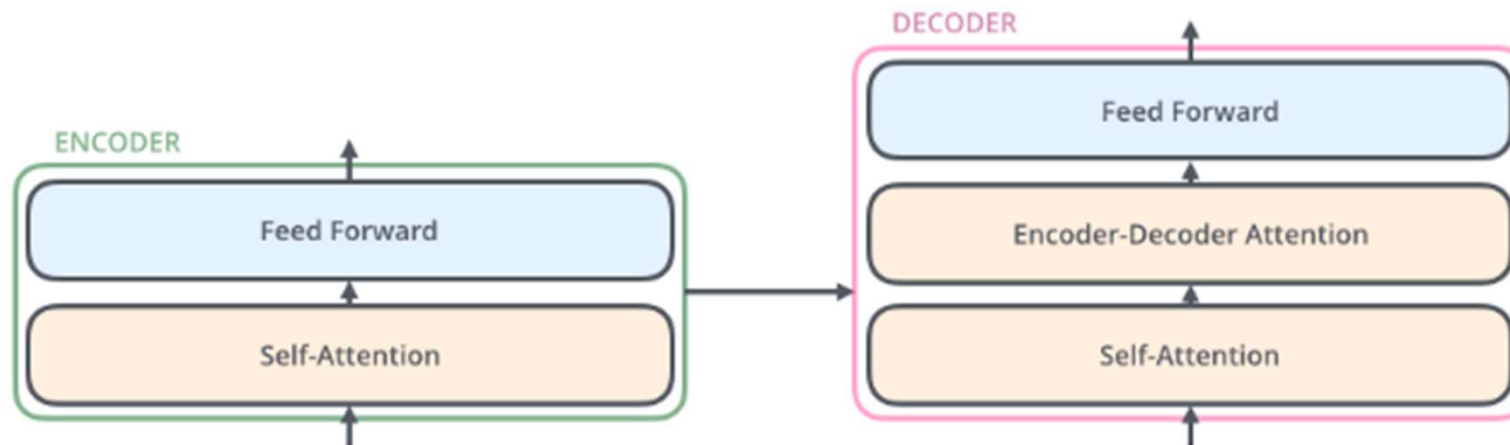 ENCODER
Feed Forward
Self-Attention
DECODER
Feed Forward
Encoder-Decoder Attention
Self-Attention